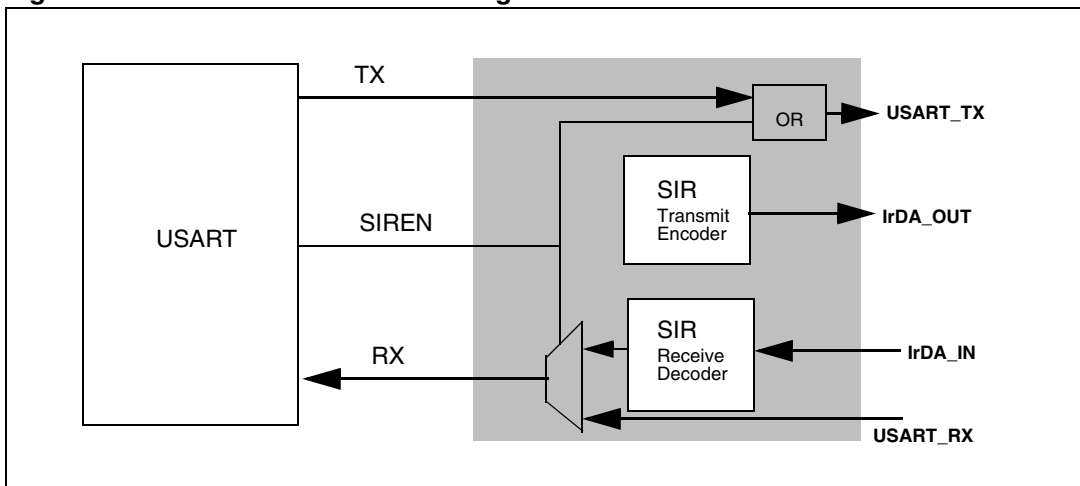 TX
OR
USART_TX
SIR
Transmit
Encoder
IrDA_OUT
SIREN
USART
SIR
Receive
Decoder
IrDA_IN
RX
USART_RX